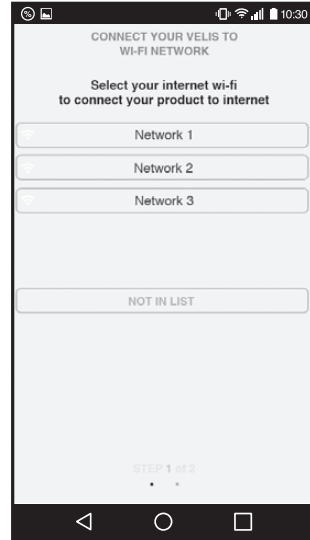 10:30
CONNECT YOUR VELIS TO
WI-FI NETWORK
Select your internet wi-fi
to connect your product to internet
Network 1
Network 2
Network 3
NOT IN LIST
STEP 1 of 2